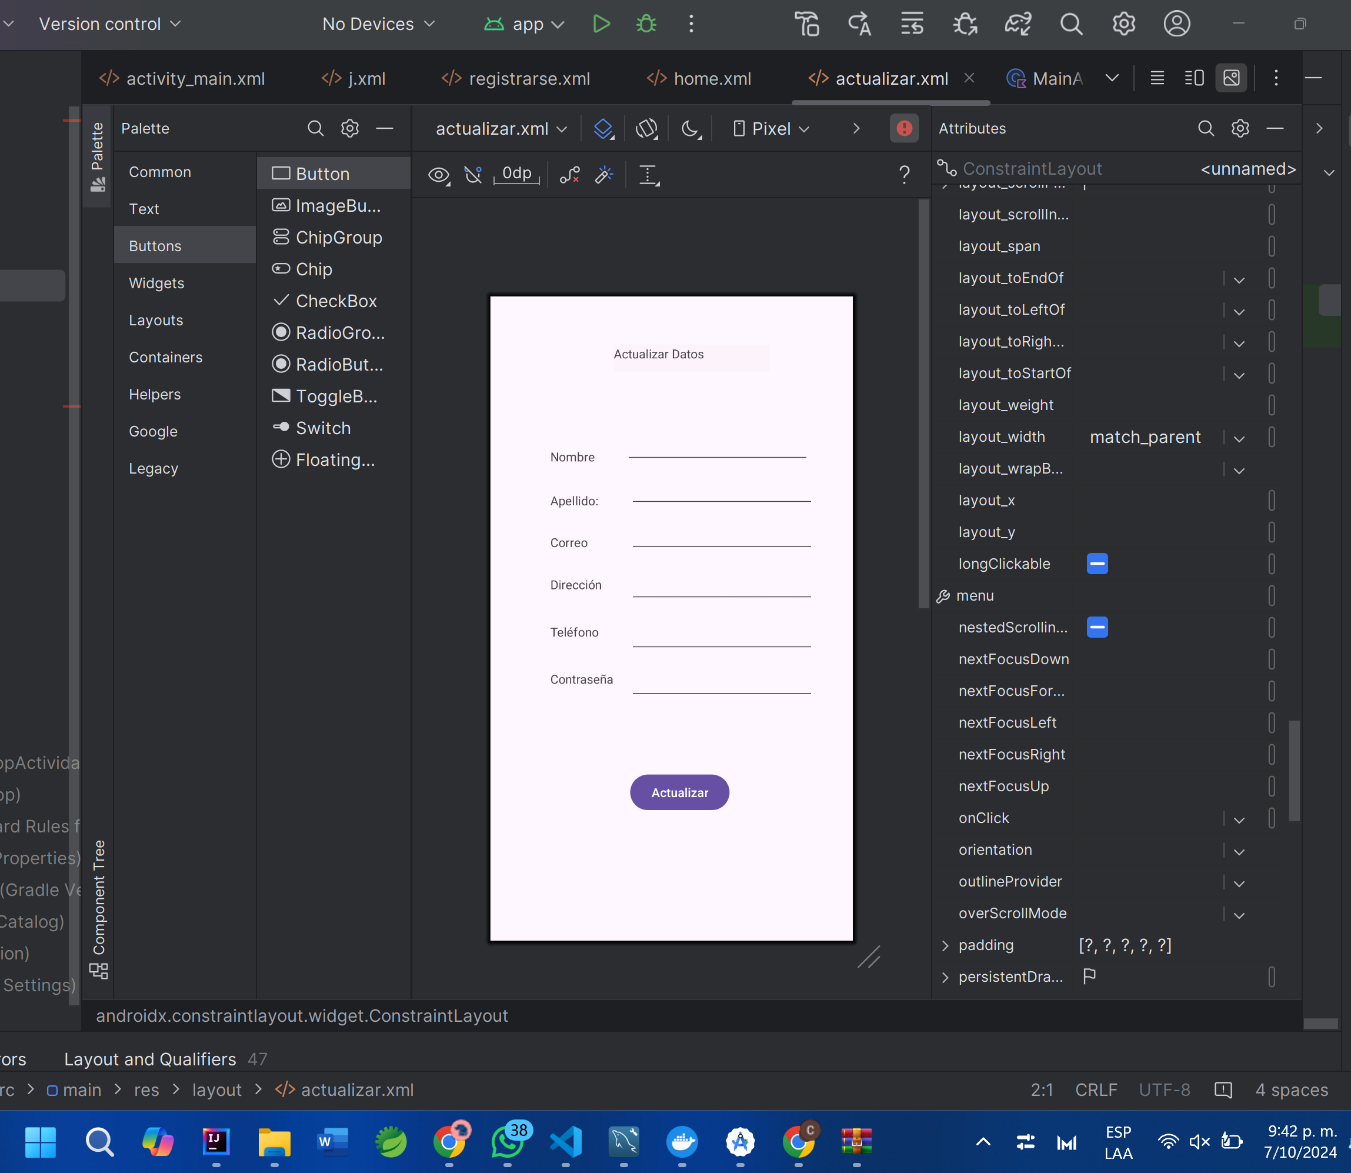 Version control
No Devices
app
activity_main.xml
j.xml
registrarse.xml
home.xml
actualizar.xml
MainA
Palette
Palette
Component Tree
Common
Text
Buttons
Widgets
Layouts
Containers
Helpers
Google
Legacy
Button
ImageBu...
ChipGroup
Chip
CheckBox
RadioGro...
RadioBut...
ToggleB...
Switch
Floating...
actualizar.xml
Pixel
0dp
?
Actualizar Datos
Nombre
Apellido:
Correo
Dirección
Teléfono
Contraseña
Actualizar
Attributes
ConstraintLayout <unnamed>
layout_scrollIn...
layout_span
layout_toEndOf
layout_toLeftOf
layout_toRigh...
layout_toStartOf
layout_weight
layout_width match_parent
layout_wrapB...
layout_x
layout_y
longClickable
menu
nestedScrollin...
nextFocusDown
nextFocusFor...
nextFocusLeft
nextFocusRight
nextFocusUp
onClick
orientation
outlineProvider
overScrollMode
padding [?, ?, ?, ?, ?]
persistentDra...
ppActivida
pp)
ard Rules f
Properties)
(Gradle Ve
Catalog)
ion)
Settings)
androidx.constraintlayout.widget.ConstraintLayout
rors
Layout and Qualifiers 47
rc > main > res > layout > actualizar.xml
2:1 CRLF UTF-8 4 spaces
38
ESP
LAA
9:42 p. m.
7/10/2024